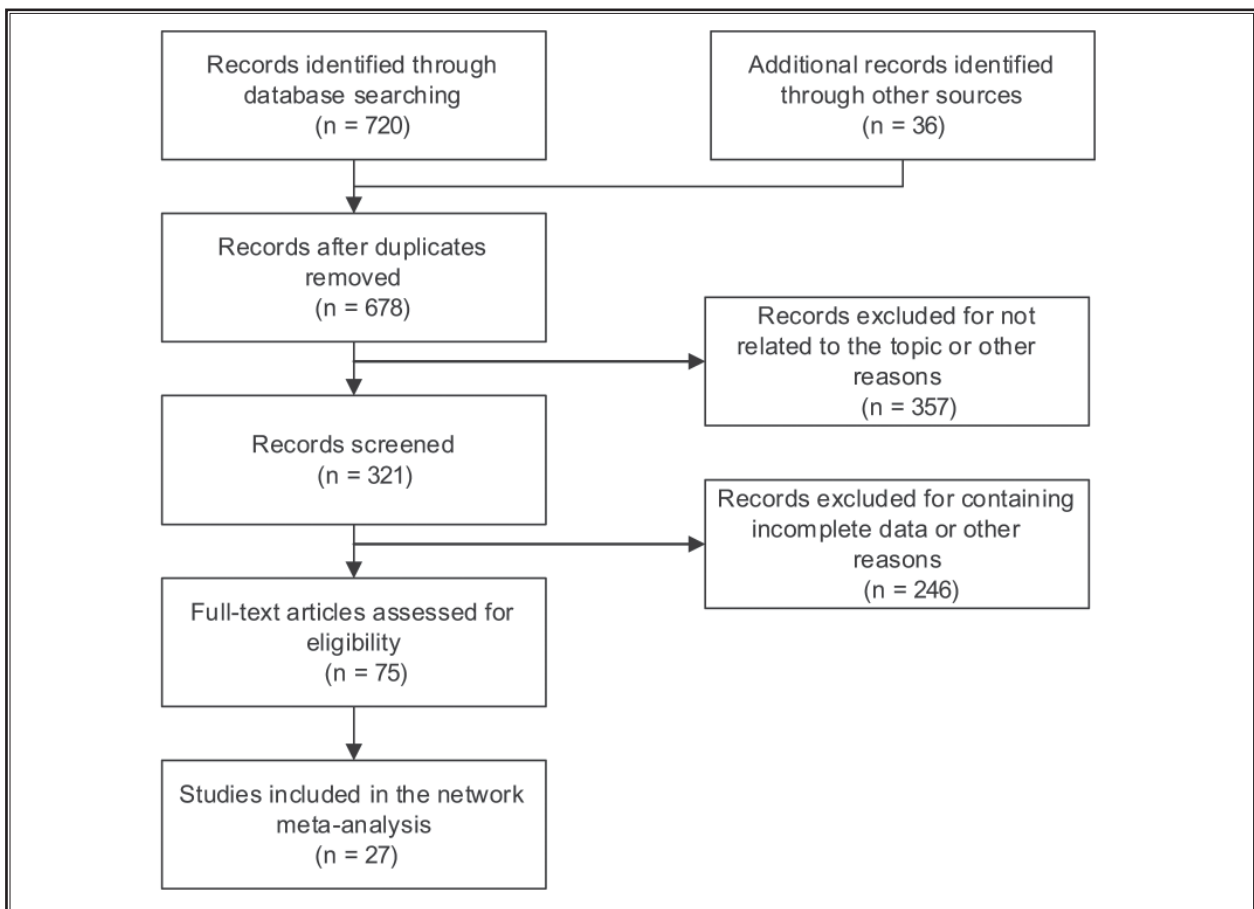 Records identified through
database searching
(n = 720)
Additional records identified
through other sources
(n = 36)
Records after duplicates
removed
(n = 678)
Records excluded for not
related to the topic or other
reasons
(n = 357)
Records screened
(n = 321)
Records excluded for containing
incomplete data or other
reasons
(n = 246)
Full-text articles assessed for
eligibility
(n = 75)
Studies included in the network
meta-analysis
(n = 27)